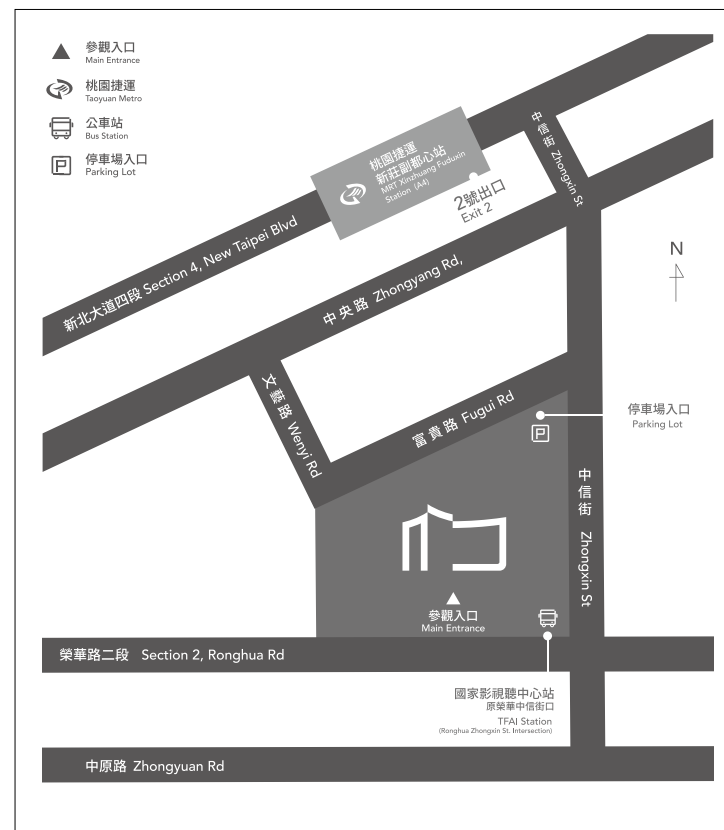 參觀入口
Main Entrance
桃園捷運
Taoyuan Metro
公車站
Bus Station
P
停車場入口
Parking Lot
中信街 Zhongxin St
桃園捷運
新莊副都心站
MRT Xinzhuang Fuduxin
Station (A4)
2號出口
Exit 2
新北大道四段 Section 4, New Taipei Blvd
N
中央路 Zhongyang Rd,
文藝路 Wenyi Rd
富貴路 Fugui Rd
停車場入口
Parking Lot
P
中信街 Zhongxin St
參觀入口
Main Entrance
榮華路二段 Section 2, Ronghua Rd
國家影視聽中心站
原榮華中信街口
TFAI Station
(Ronghua Zhongxin St. Intersection)
中原路 Zhongyuan Rd